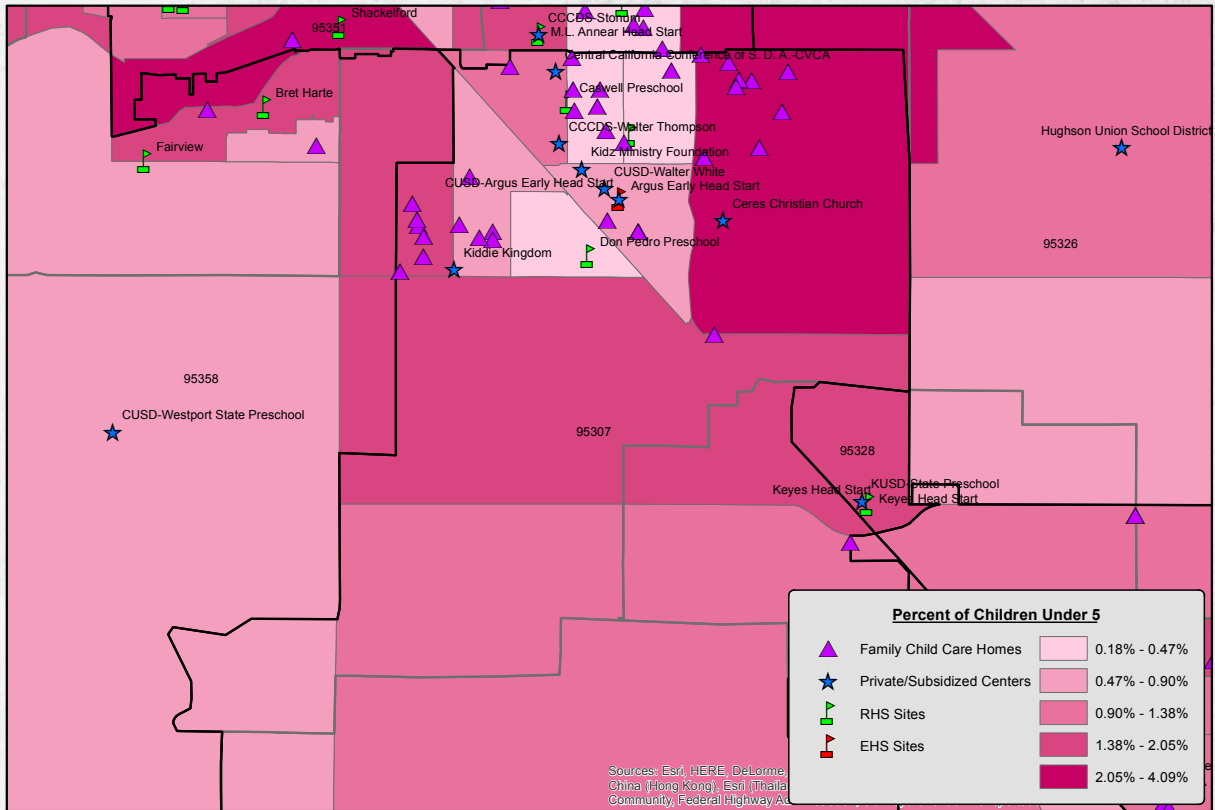 Shackelford
95351
CCCDS-Stonum
M.L. Annear Head Start
Central California Conference of S. D. A.-CVCA
Bret Harte
Caswell Preschool
CCCDS-Walter Thompson
Hughson Union School District
Fairview
Kidz Ministry Foundation
CUSD-Walter White
CUSD-Argus Early Head Start
Argus Early Head Start
Ceres Christian Church
Don Pedro Preschool
95326
Kiddie Kingdom
95358
CUSD-Westport State Preschool
95307
95328
KUSD-State Preschool
Keyes Head Start
Keyes Head Start
Percent of Children Under 5
Family Child Care Homes
0.18% - 0.47%
Private/Subsidized Centers
0.47% - 0.90%
RHS Sites
0.90% - 1.38%
EHS Sites
1.38% - 2.05%
2.05% - 4.09%
Sources: Esri, HERE, DeLorme,
China (Hong Kong), Esri
Community, Federal Highway